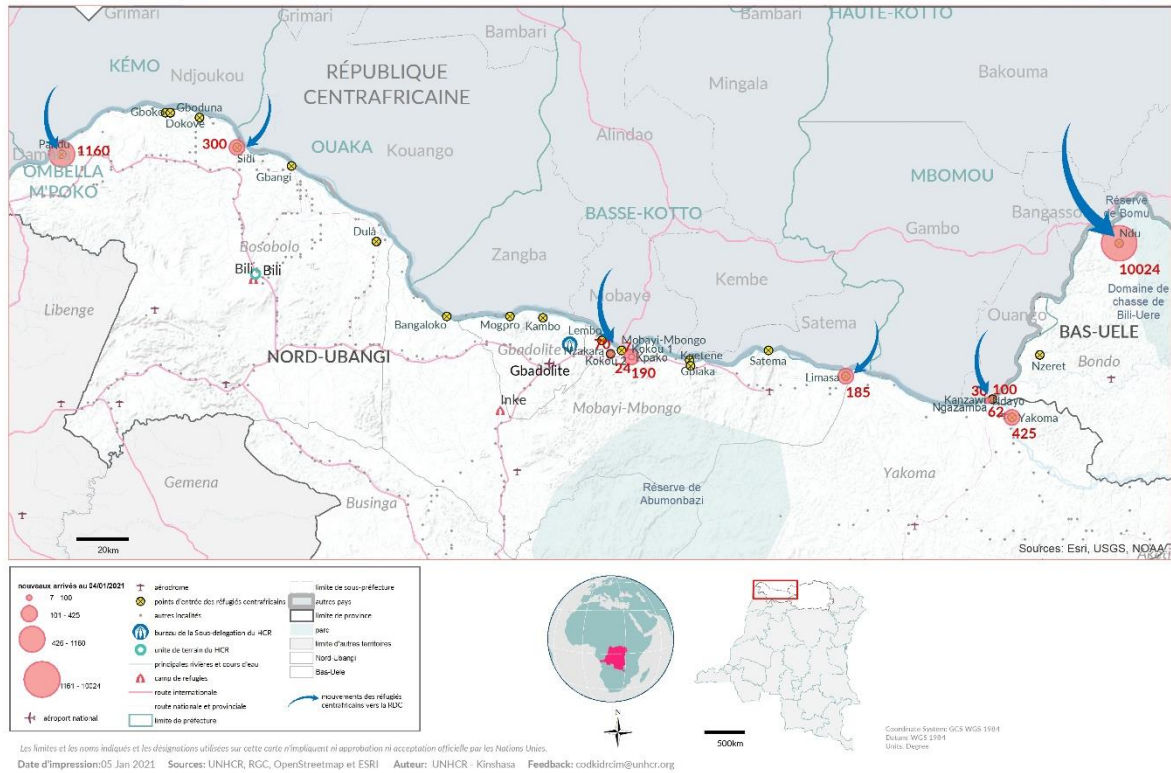 Grimari
Grimari
Bambari
Bambari
HAUTE-KOTTO
KÉMO
Ndjoukou
RÉPUBLIQUE
CENTRAFRICAINE
Mingala
Bakouma
Gboko
Gboduna
Dokove
Alindao
1160
300
Sidi
OUAKA
Kouango
OMBELLA
M'POKO
Gbangi
MBOMOU
Bangassou
Réserve
de Bomu
BASSE-KOTTO
Gambo
Ndu
10024
Bosobolo
Dula
Zangba
Kembe
Bili
Bili
Domaine de
chasse de
Bili-Uere
Mobaye
Libenge
Satema
Ouango
BAS-UELE
Bangaloko
Mogpro
Kambo
Lembo
Mobayi-Mbongo
Kokou 1
Nzakara
Kpako
Kokou 2
24
190
Gbadolite
Gbadolite
NORD-UBANGI
Satema
Nzeret
Bondo
Limasa
185
Inke
Mobayi-Mbongo
100
Kanzawi
Ndayo
Ngazamba
62
Yakoma
425
Gemena
Businga
Réserve de
Abumonbazi
Yakoma
20km
Sources: Esri, USGS, NOAA
nouveaux arrivés au 04/01/2021
7 100
101 - 425
426 - 1160
1161 - 10024
aéroport national
aérodrome
points d'entrée des réfugiés centrafricains
autres localités
bureau de la Sous-delegation du HCR
unite de terrain du HCR
principales rivières et cours d'eau
camp de refugies
route internationale
route nationale et provinciale
limite de préfecture
limite de sous-préfecture
autres pays
limite de province
parc
limite d'autres territoires
Nord-Ubangi
Bas-Uele
mouvements des réfugiés
centrafricains vers la RDC
N
500km
Coordinate System: GCS WGS 1984
Datum: WGS 1984
Units: Degree
Les limites et les noms indiqués et les désignations utilisées sur cette carte n'impliquent ni approbation ni acceptation officielle par les Nations Unies.
Date d'impression:05 Jan 2021 Sources: UNHCR, RGC, OpenStreetmap et ESRI Auteur: UNHCR - Kinshasa Feedback: codkidrcim@unhcr.org